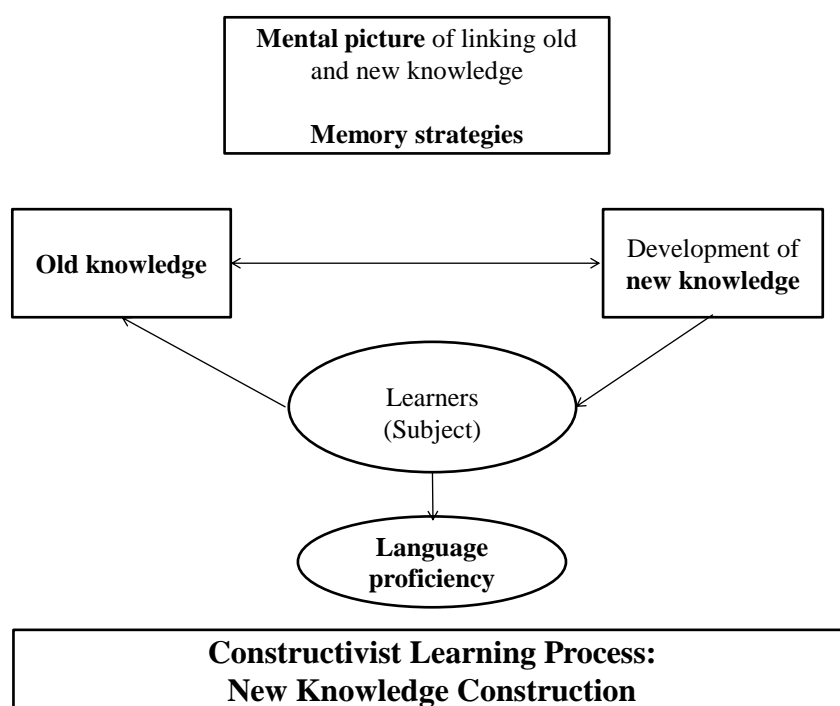 Mental picture of linking old
and new knowledge
Memory strategies
Old knowledge
Development of
new knowledge
Learners
(Subject)
Language
proficiency
Constructivist Learning Process:
New Knowledge Construction